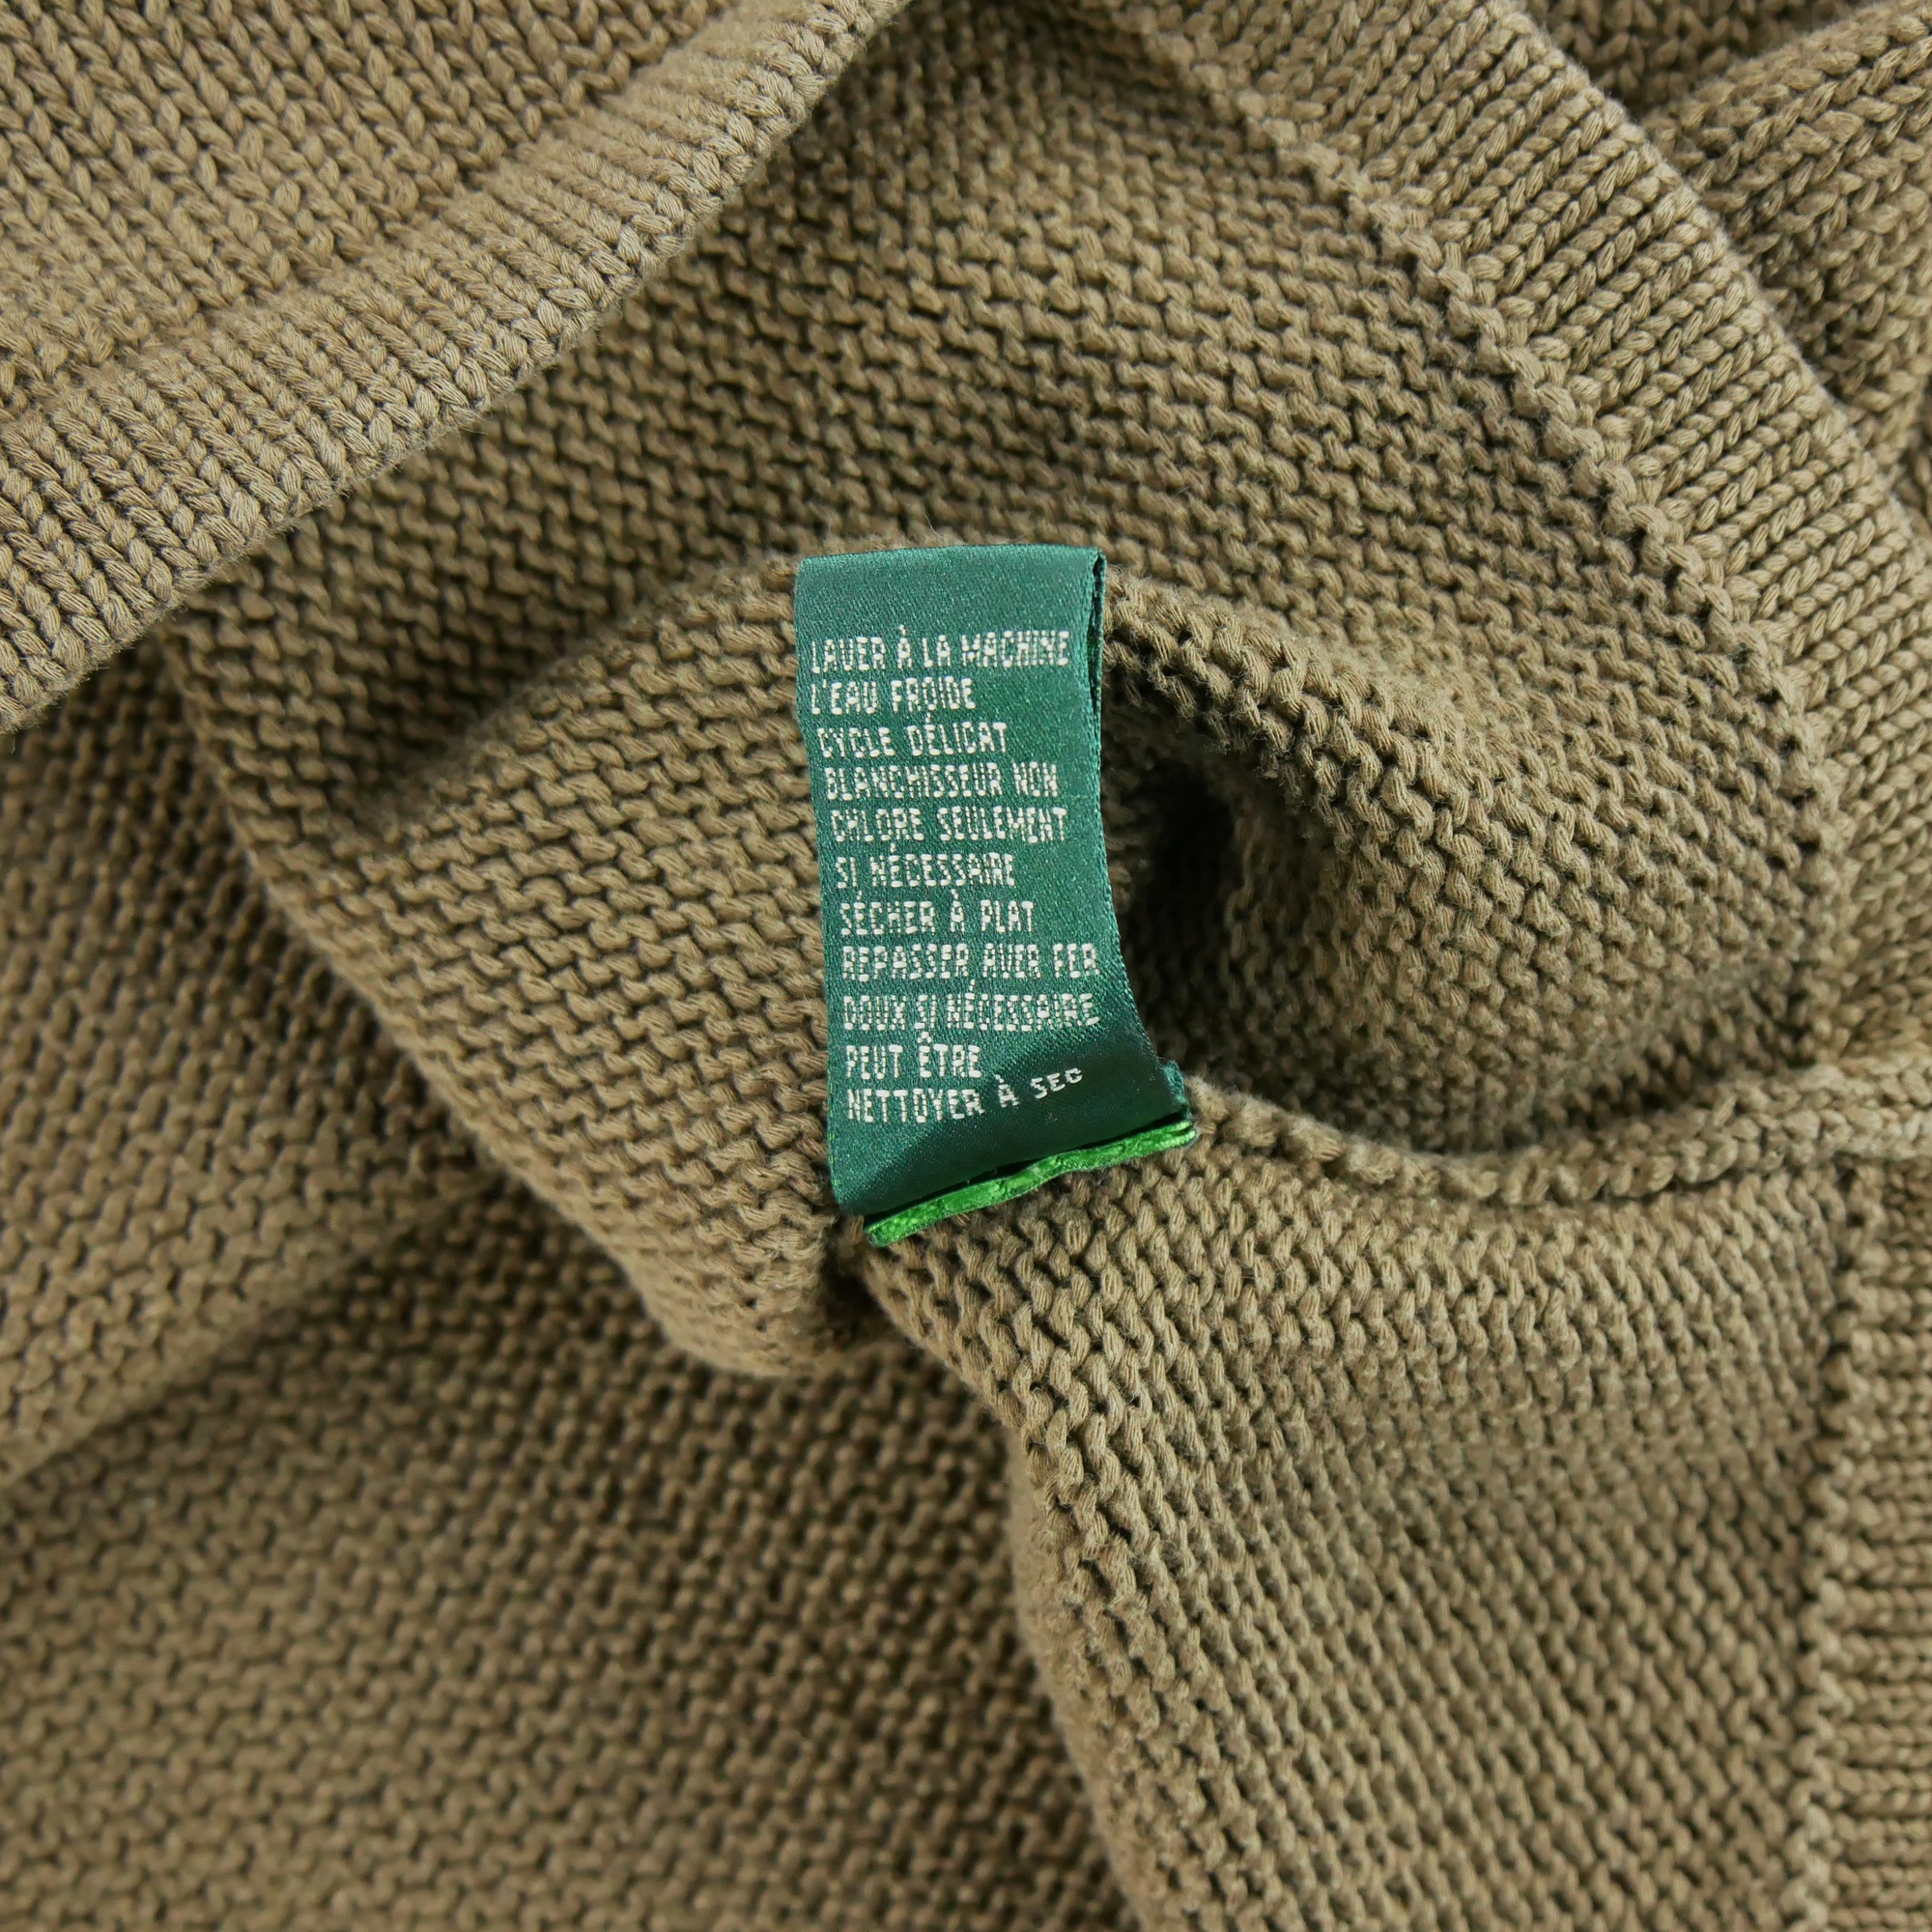 LAVER À LA MACHINE
L'EAU FROIDE
CYCLE DÉLICAT
BLANCHISSEUR NON
CHLORE SEULEMENT
SI NÉCESSAIRE
SÉCHER À PLAT
REPASSER AVER FER
DOUX SI NÉCESSAIRE
PEUT ÊTRE
NETTOYER À SEC